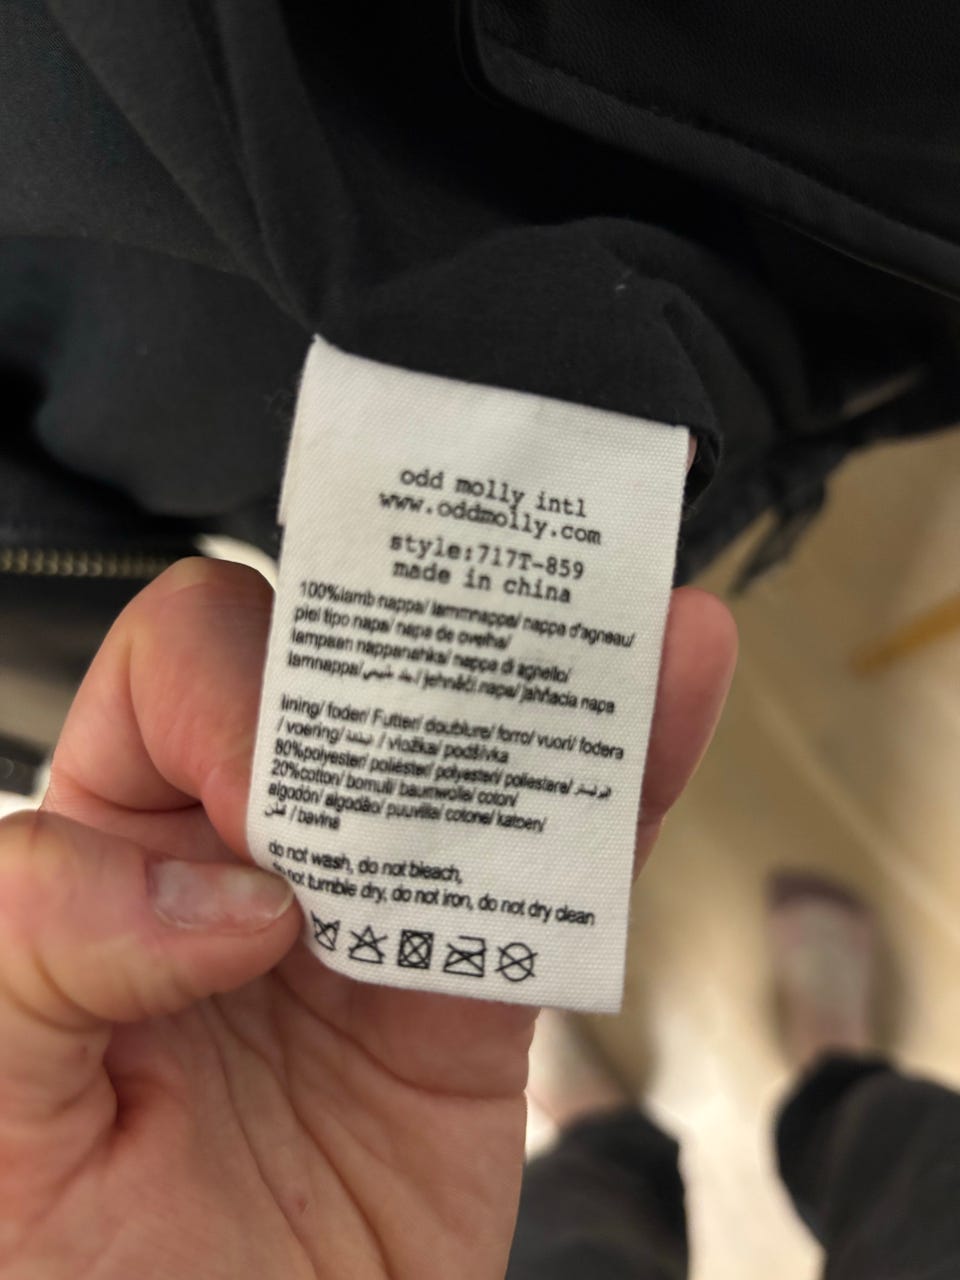 odd molly intl
www.oddmolly.com
style:717T-859
made in china
100%lamb nappa/ lammnappa/ nappa d'agneau/
piel tipo napa/ napa de ovelha/
lampaan nappanahka/ nappa di agnello/
lamnappa/ / jehněčí napa/ jahňacia napa
lining/ foder/ Futter/ doublure/ forro/ vuori/ fodera
/ voering/ / vložka/ podšívka
80%polyester/ poliéster/ polyesteri/ poliestere/
20%cotton/ bomull/ baumwolle/ coton/
algodón/ algodão/ puuvilla/ cotone/ katoen/
قطن / bavlna
do not wash, do not bleach,
do not tumble dry, do not iron, do not dry clean